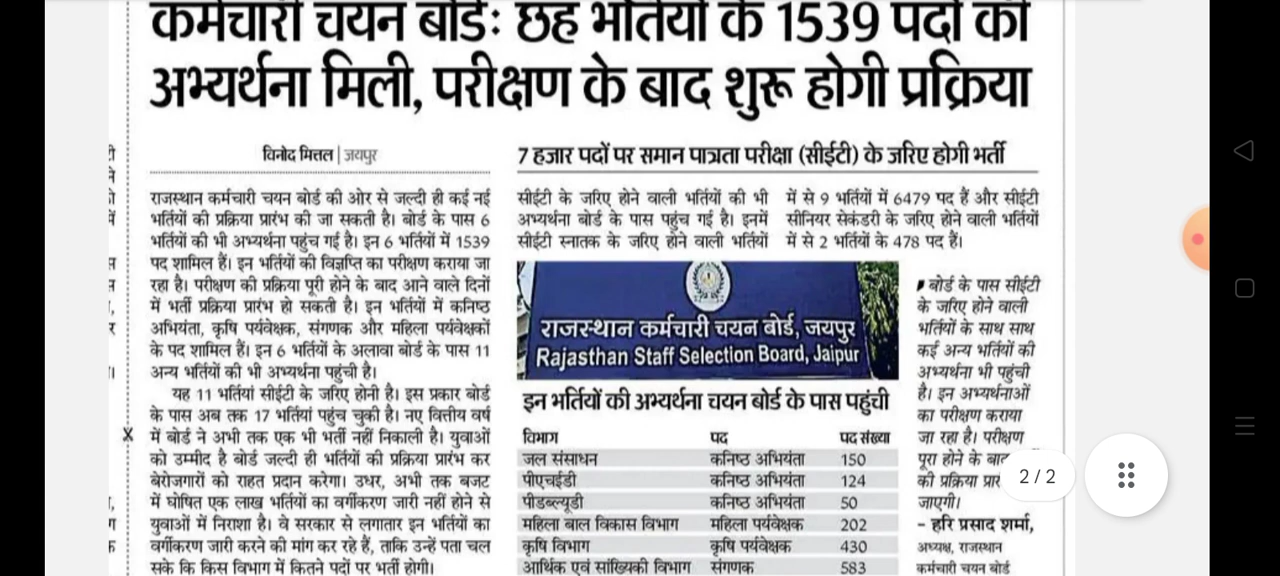 कर्मचारी चयन बोर्डः छह भर्तियों के 1539 पदों की
अभ्यर्थना मिली, परीक्षण के बाद शुरू होगी प्रक्रिया
विनोद मित्तल | जयपुर
राजस्थान कर्मचारी चयन बोर्ड की ओर से जल्दी ही कई नई
भर्तियों की प्रक्रिया प्रारंभ की जा सकती है। बोर्ड के पास 6
भर्तियों की भी अभ्यर्थना पहुंच गई है। इन 6 भर्तियों में 1539
पद शामिल हैं। इन भर्तियों की विज्ञप्ति का परीक्षण कराया जा
रहा है। परीक्षण की प्रक्रिया पूरी होने के बाद आने वाले दिनों
में भर्ती प्रक्रिया प्रारंभ हो सकती है। इन भर्तियों में कनिष्ठ
अभियंता, कृषि पर्यवेक्षक, संगणक और महिला पर्यवेक्षकों
के पद शामिल हैं। इन 6 भर्तियों के अलावा बोर्ड के पास 11
अन्य भर्तियों की भी अभ्यर्थना पहुंची है।
यह 11 भर्तियां सीईटी के जरिए होनी है। इस प्रकार बोर्ड
के पास अब तक 17 भर्तियां पहुंच चुकी है। नए वित्तीय वर्ष
में बोर्ड ने अभी तक एक भी भर्ती नहीं निकाली है। युवाओं
को उम्मीद है बोर्ड जल्दी ही भर्तियों की प्रक्रिया प्रारंभ कर
बेरोजगारों को राहत प्रदान करेगा। उधर, अभी तक बजट
में घोषित एक लाख भर्तियों का वर्गीकरण जारी नहीं होने से
युवाओं में निराशा है। वे सरकार से लगातार इन भर्तियों का
वर्गीकरण जारी करने की मांग कर रहे हैं, ताकि उन्हें पता चल
सके कि किस विभाग में कितने पदों पर भर्ती होगी।
7 हजार पदों पर समान पात्रता परीक्षा (सीईटी) के जरिए होगी भर्ती
सीईटी के जरिए होने वाली भर्तियों की भी
अभ्यर्थना बोर्ड के पास पहुंच गई है। इनमें
सीईटी स्नातक के जरिए होने वाली भर्तियों
में से 9 भर्तियों में 6479 पद हैं और सीईटी
सीनियर सेकंडरी के जरिए होने वाली भर्तियों
में से 2 भर्तियों के 478 पद हैं।
राजस्थान कर्मचारी चयन बोर्ड, जयपुर
Rajasthan Staff Selection Board, Jaipur
इन भर्तियों की अभ्यर्थना चयन बोर्ड के पास पहुंची
विभाग पद पद संख्या
जल संसाधन कनिष्ठ अभियंता 150
पीएचईडी कनिष्ठ अभियंता 124
पीडब्ल्यूडी कनिष्ठ अभियंता 50
महिला बाल विकास विभाग महिला पर्यवेक्षक 202
कृषि विभाग कृषि पर्यवेक्षक 430
आर्थिक एवं सांख्यिकी विभाग संगणक 583
बोर्ड के पास सीईटी
के जरिए होने वाली
भर्तियों के साथ साथ
कई अन्य भर्तियों की
अभ्यर्थना भी पहुंची
है। इन अभ्यर्थनाओं
का परीक्षण कराया
जा रहा है। परीक्षण
पूरा होने के
की प्रक्रिया
जाएगी।
- हरि प्रसाद शर्मा,
अध्यक्ष, राजस्थान
कर्मचारी चयन बोर्ड
2/2